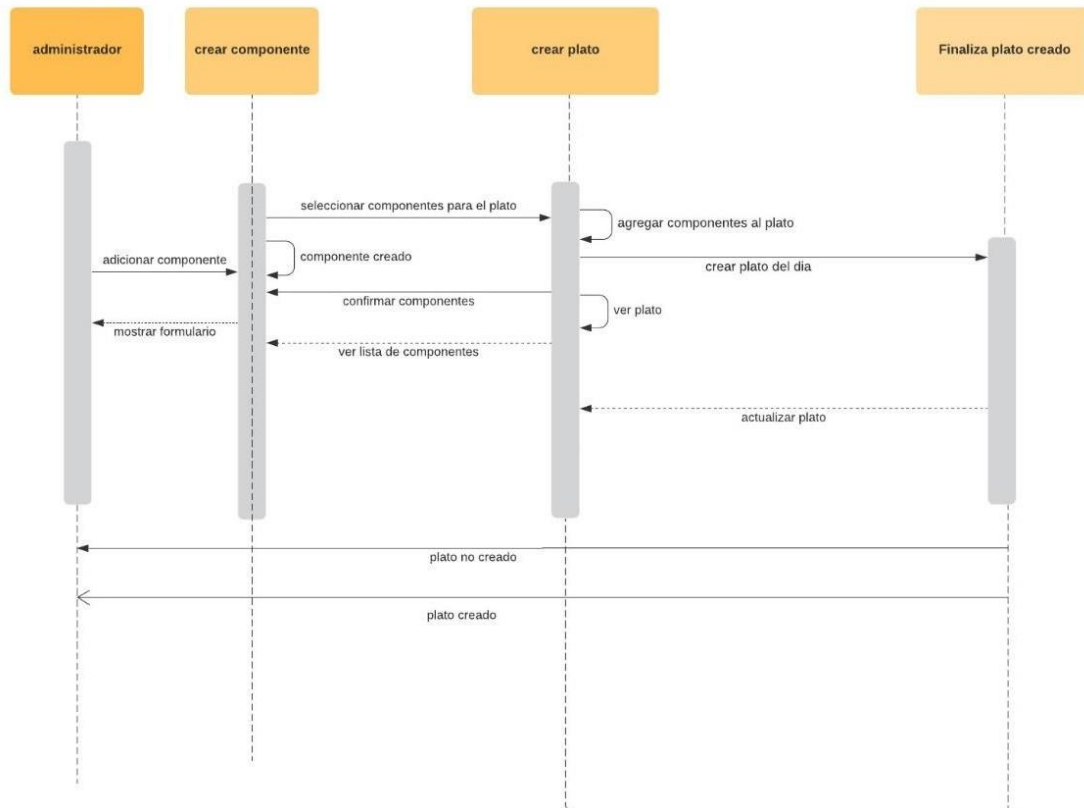 administrador
crear componente
crear plato
Finaliza plato creado
seleccionar componentes para el plato
agregar componentes al plato
componente creado
adicionar componente
crear plato del dia
confirmar componentes
ver plato
mostrar formulario
ver lista de componentes
actualizar plato
plato no creado
plato creado